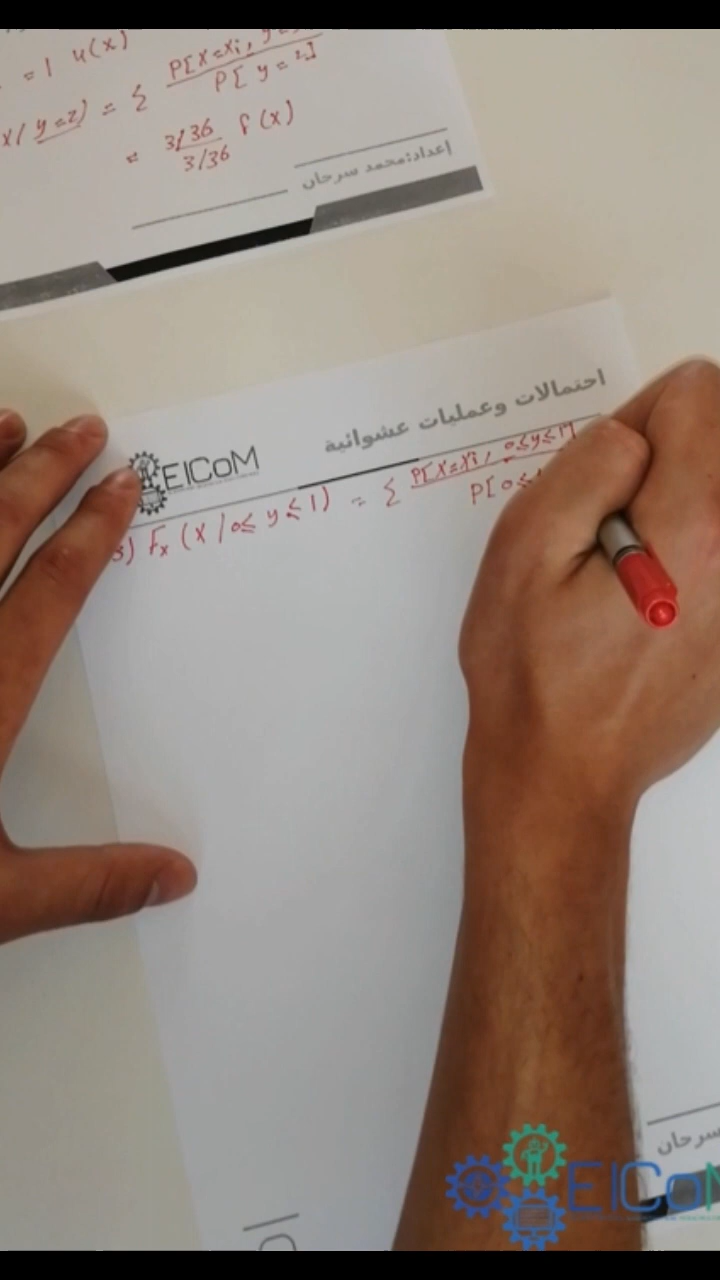 = 1 u(x)
x / y=2) = Σ P[X=xi, y
P[ y = 2]
= 3/36 f(x)
3/36
إعداد:محمد سرحان
احتمالات وعمليات عشوائية
EICoM
3) Fx (x / 0≤ y ≤ 1) = Σ P[X=Xi, 0≤y≤1]
P[0≤
سرحان
EICoM